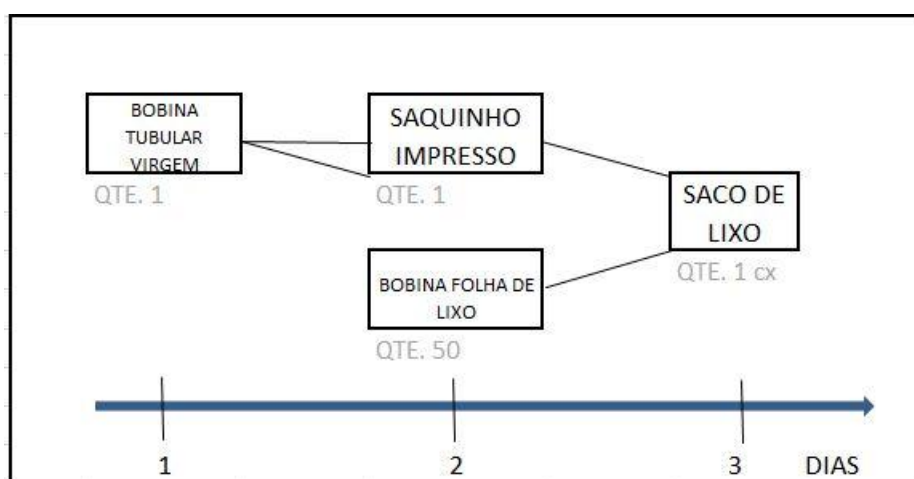 BOBINA
TUBULAR
VIRGEM
QTE. 1
SAQUINHO
IMPRESSO
QTE. 1
BOBINA FOLHA DE
LIXO
QTE. 50
SACO DE
LIXO
QTE. 1 cx
1
2
3
DIAS